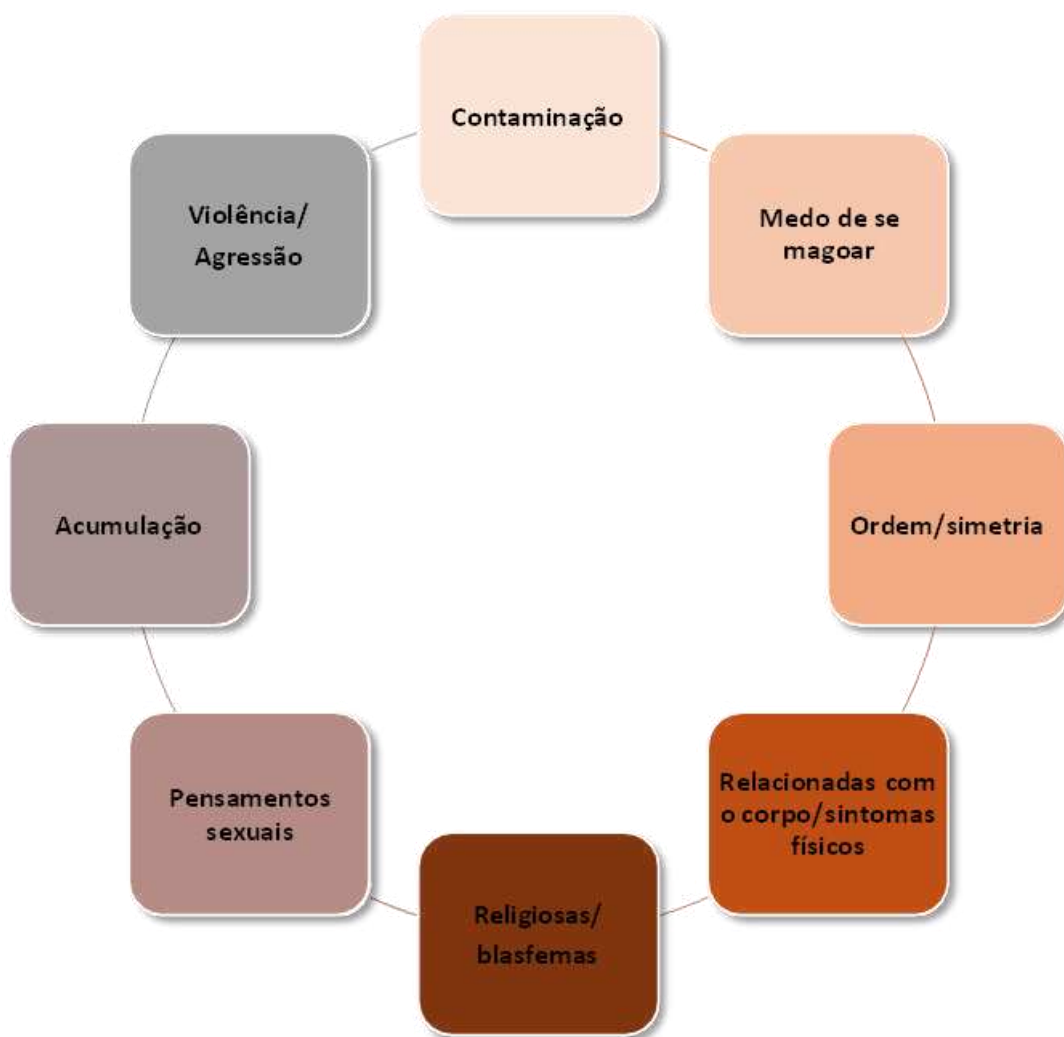 Contaminação
Medo de se
magoar
Ordem/simetria
Relacionadas com
o corpo/sintomas
físicos
Religiosas/
blasfemas
Pensamentos
sexuais
Acumulação
Violência/
Agressão